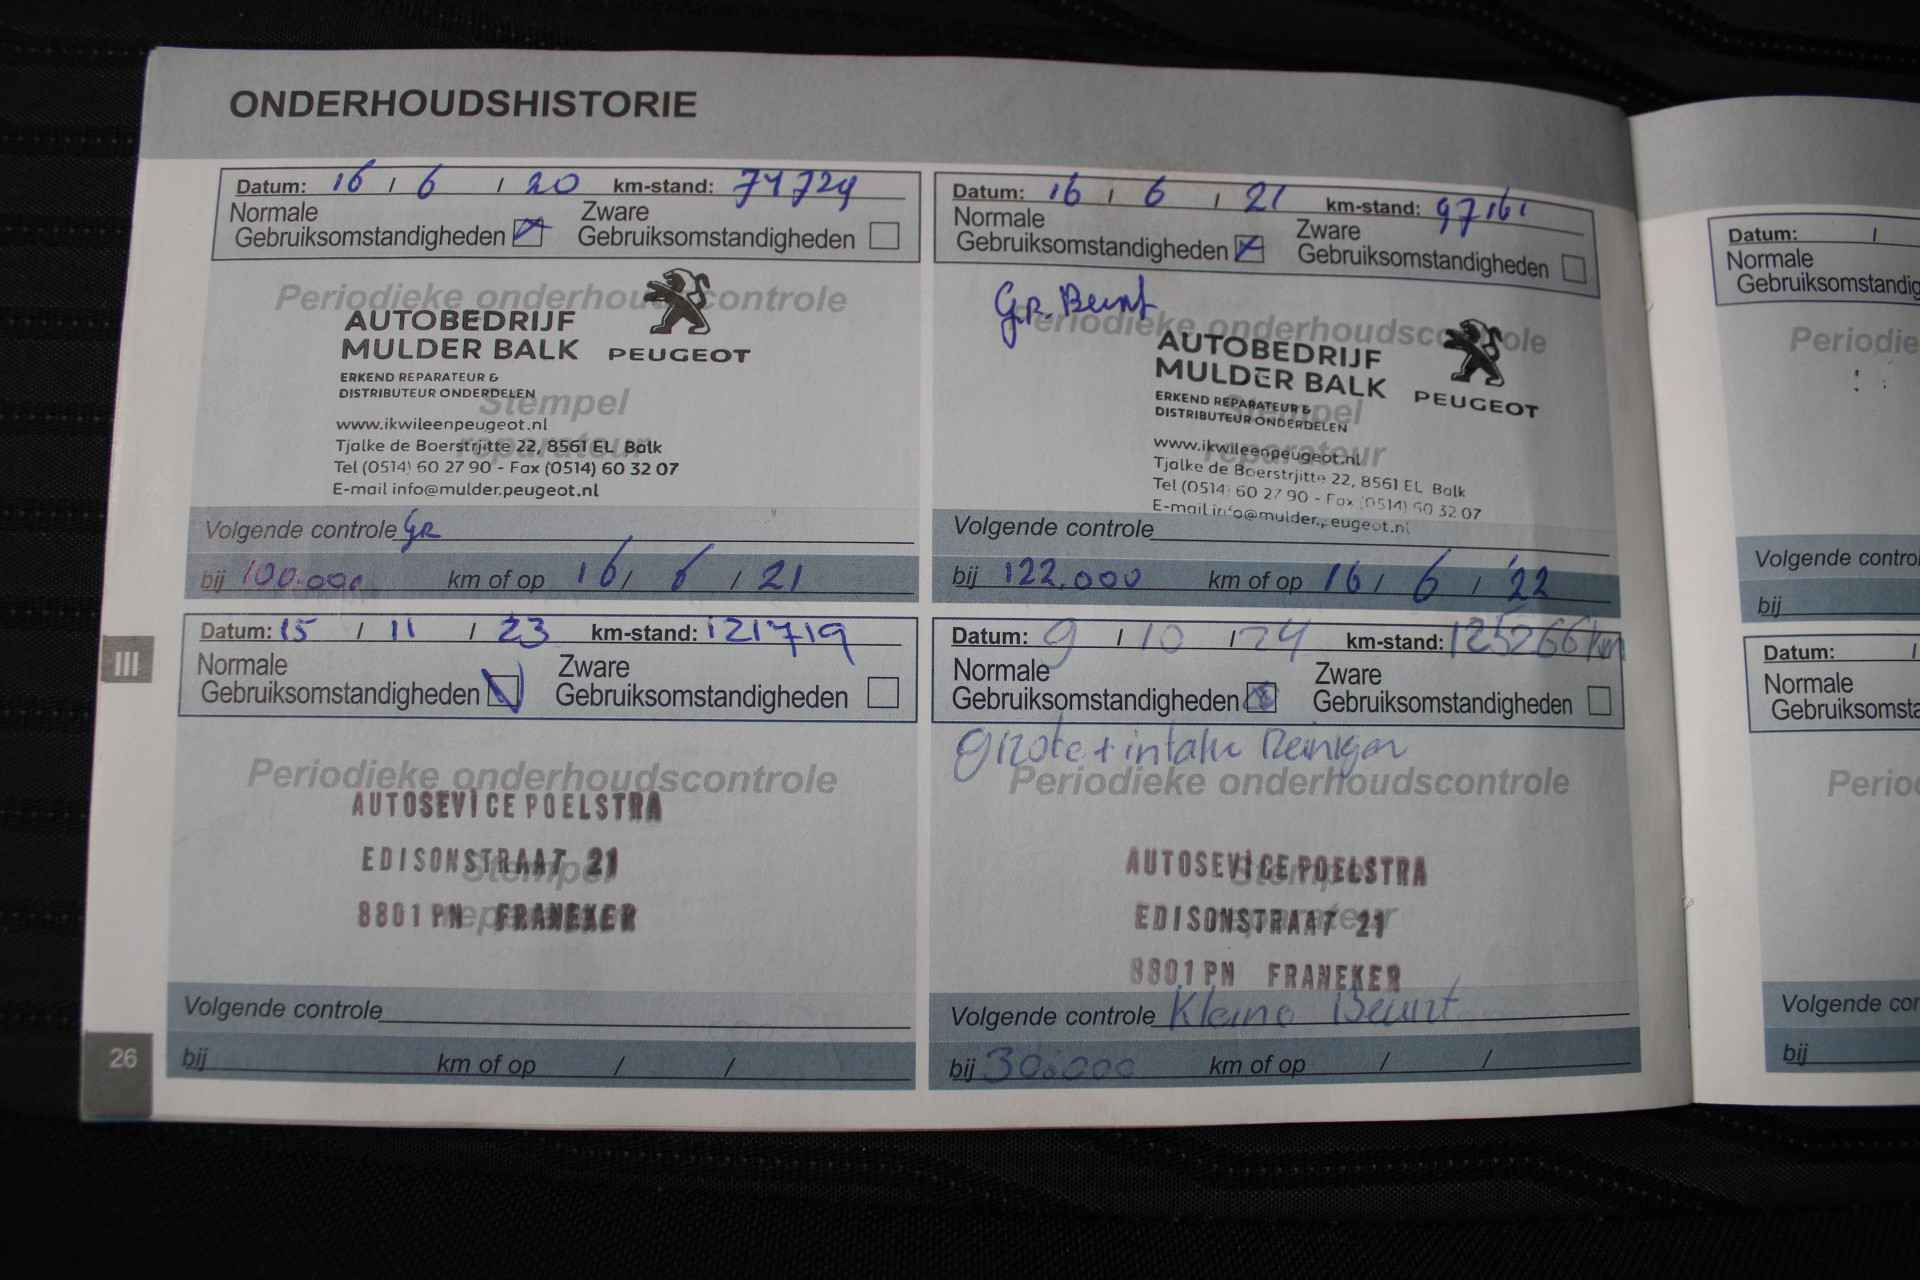 ONDERHOUDSHISTORIE
Datum: 16 / 6 / 20 km-stand: 74724
Normale Zware
Gebruiksomstandigheden Gebruiksomstandigheden
Periodieke onderhoudscontrole
AUTOBEDRIJF
MULDER BALK PEUGEOT
ERKEND REPARATEUR &
DISTRIBUTEUR ONDERDELEN
Stempel
www.ikwileenpeugeot.nl
reparateur
Tjalke de Boerstrjitte 22, 8561 EL Balk
Tel (0514) 60 27 90 - Fax (0514) 60 32 07
E-mail info@mulder.peugeot.nl
Volgende controle GR
bij 100.000 km of op 16 / 6 / 21
Datum: 16 / 6 / 21 km-stand: 97161
Normale Zware
Gebruiksomstandigheden Gebruiksomstandigheden
Gr. Beurt
Periodieke onderhoudscontrole
AUTOBEDRIJF
MULDER BALK PEUGEOT
ERKEND REPARATEUR &
DISTRIBUTEUR ONDERDELEN
Stempel
www.ikwileenpeugeot.nl
reparateur
Tjalke de Boerstrjitte 22, 8561 EL Balk
Tel (0514) 60 27 90 - Fax (0514) 60 32 07
E-mail info@mulder.peugeot.nl
Volgende controle
bij 122.000 km of op 16 / 6 / '22
Datum: 15 / 11 / 23 km-stand: 121719
Normale Zware
Gebruiksomstandigheden Gebruiksomstandigheden
Periodieke onderhoudscontrole
AUTOSEVICE POELSTRA
Stempel
EDISONSTRAAT 21
reparateur
8801 PN FRANEKER
Volgende controle
bij km of op / /
Datum: 9 / 10 / 24 km-stand: 125266 km
Normale Zware
Gebruiksomstandigheden Gebruiksomstandigheden
grote + intake Reinigen
Periodieke onderhoudscontrole
AUTOSEVICE POELSTRA
Stempel
EDISONSTRAAT 21
reparateur
8801 PN FRANEKER
Volgende controle Kleine Beurt
bij 30.000 km of op / /
III
26
Datum: /
Normale
Gebruiksomstandig
Periodie
Volgende contro
bij
Datum: /
Normale
Gebruiksomsta
Perioc
Volgende cor
bij